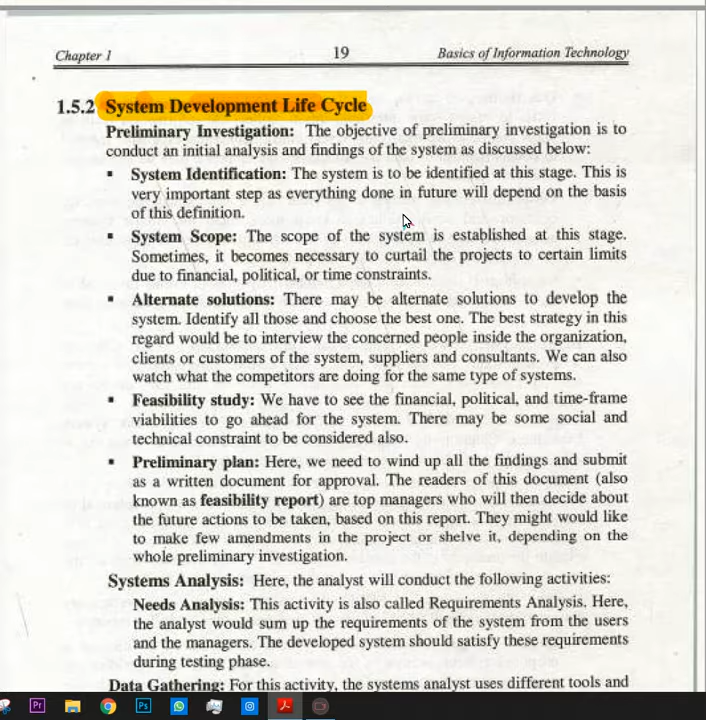 Chapter 1 19 Basics of Information Technology
1.5.2 System Development Life Cycle
Preliminary Investigation: The objective of preliminary investigation is to
conduct an initial analysis and findings of the system as discussed below:
▪ System Identification: The system is to be identified at this stage. This is
very important step as everything done in future will depend on the basis
of this definition.
▪ System Scope: The scope of the system is established at this stage.
Sometimes, it becomes necessary to curtail the projects to certain limits
due to financial, political, or time constraints.
▪ Alternate solutions: There may be alternate solutions to develop the
system. Identify all those and choose the best one. The best strategy in this
regard would be to interview the concerned people inside the organization,
clients or customers of the system, suppliers and consultants. We can also
watch what the competitors are doing for the same type of systems.
▪ Feasibility study: We have to see the financial, political, and time-frame
viabilities to go ahead for the system. There may be some social and
technical constraint to be considered also.
▪ Preliminary plan: Here, we need to wind up all the findings and submit
as a written document for approval. The readers of this document (also
known as feasibility report) are top managers who will then decide about
the future actions to be taken, based on this report. They might would like
to make few amendments in the project or shelve it, depending on the
whole preliminary investigation.
Systems Analysis: Here, the analyst will conduct the following activities:
Needs Analysis: This activity is also called Requirements Analysis. Here,
the analyst would sum up the requirements of the system from the users
and the managers. The developed system should satisfy these requirements
during testing phase.
Data Gathering: For this activity, the systems analyst uses different tools and
Pr Ps